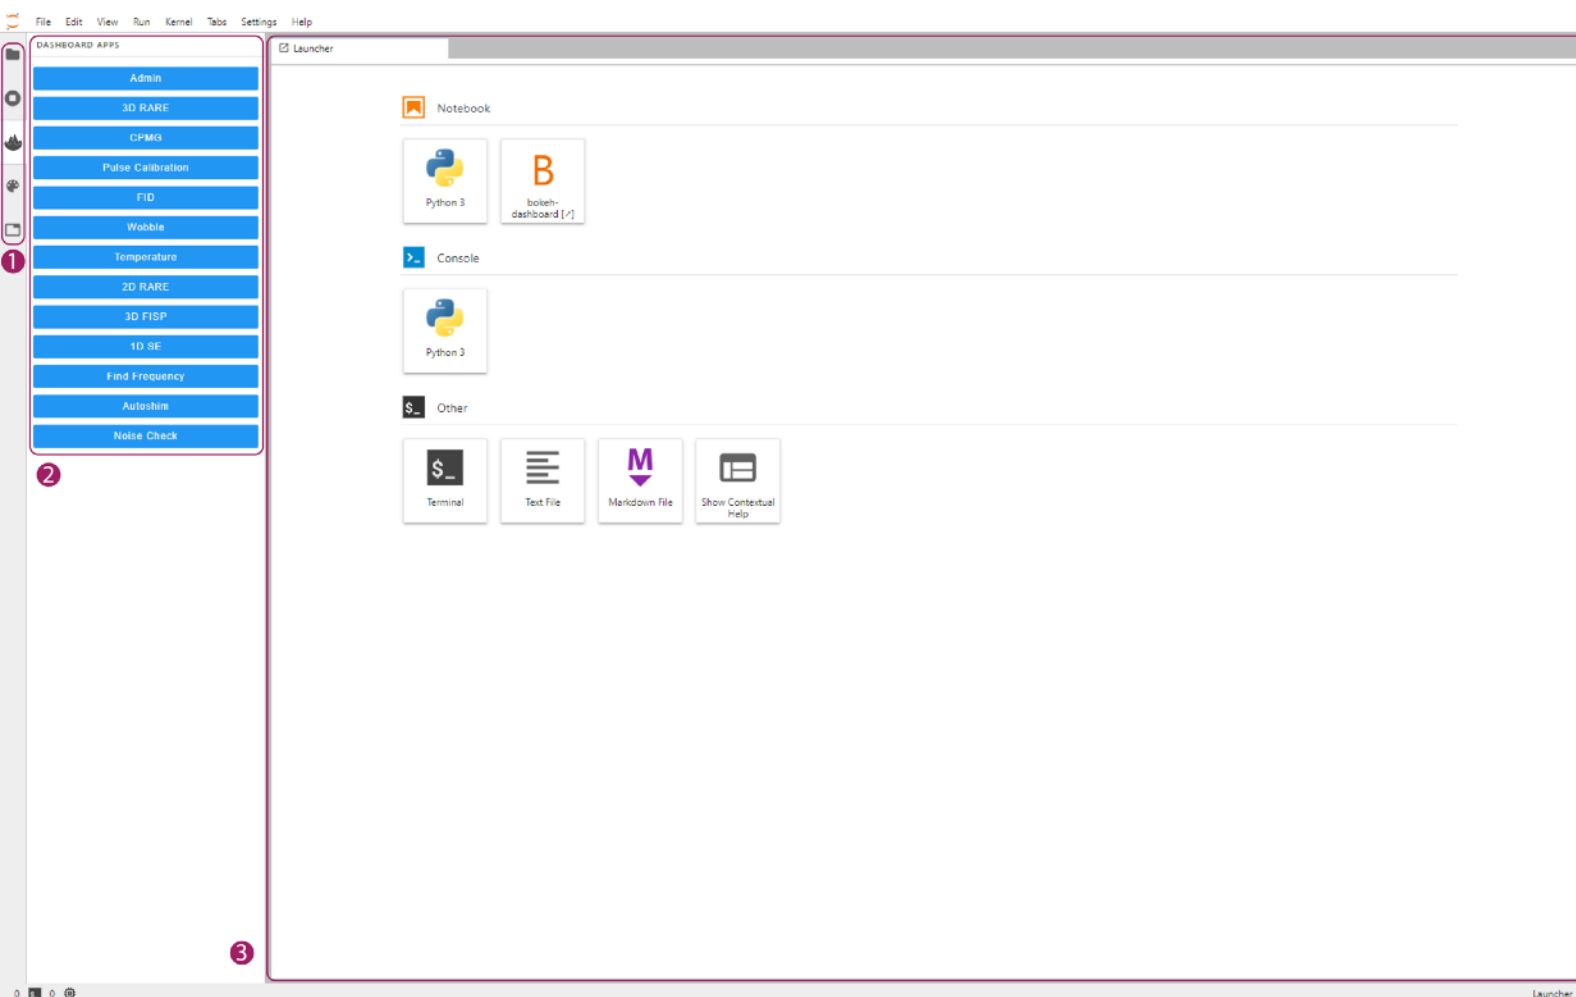 File Edit View Run Kernel Tabs Settings Help
DASHBOARD APPS
Admin
3D RARE
CPMG
Pulse Calibration
FID
Wobble
Temperature
2D RARE
3D FISP
1D SE
Find Frequency
Autoshim
Noise Check
1
2
3
Launcher
Notebook
Python 3
B
bokeh-
dashboard [↗]
>_ Console
Python 3
$_ Other
$_
Terminal
Text File
M
Markdown File
Show Contextual
Help
0 $_ 0
Launcher